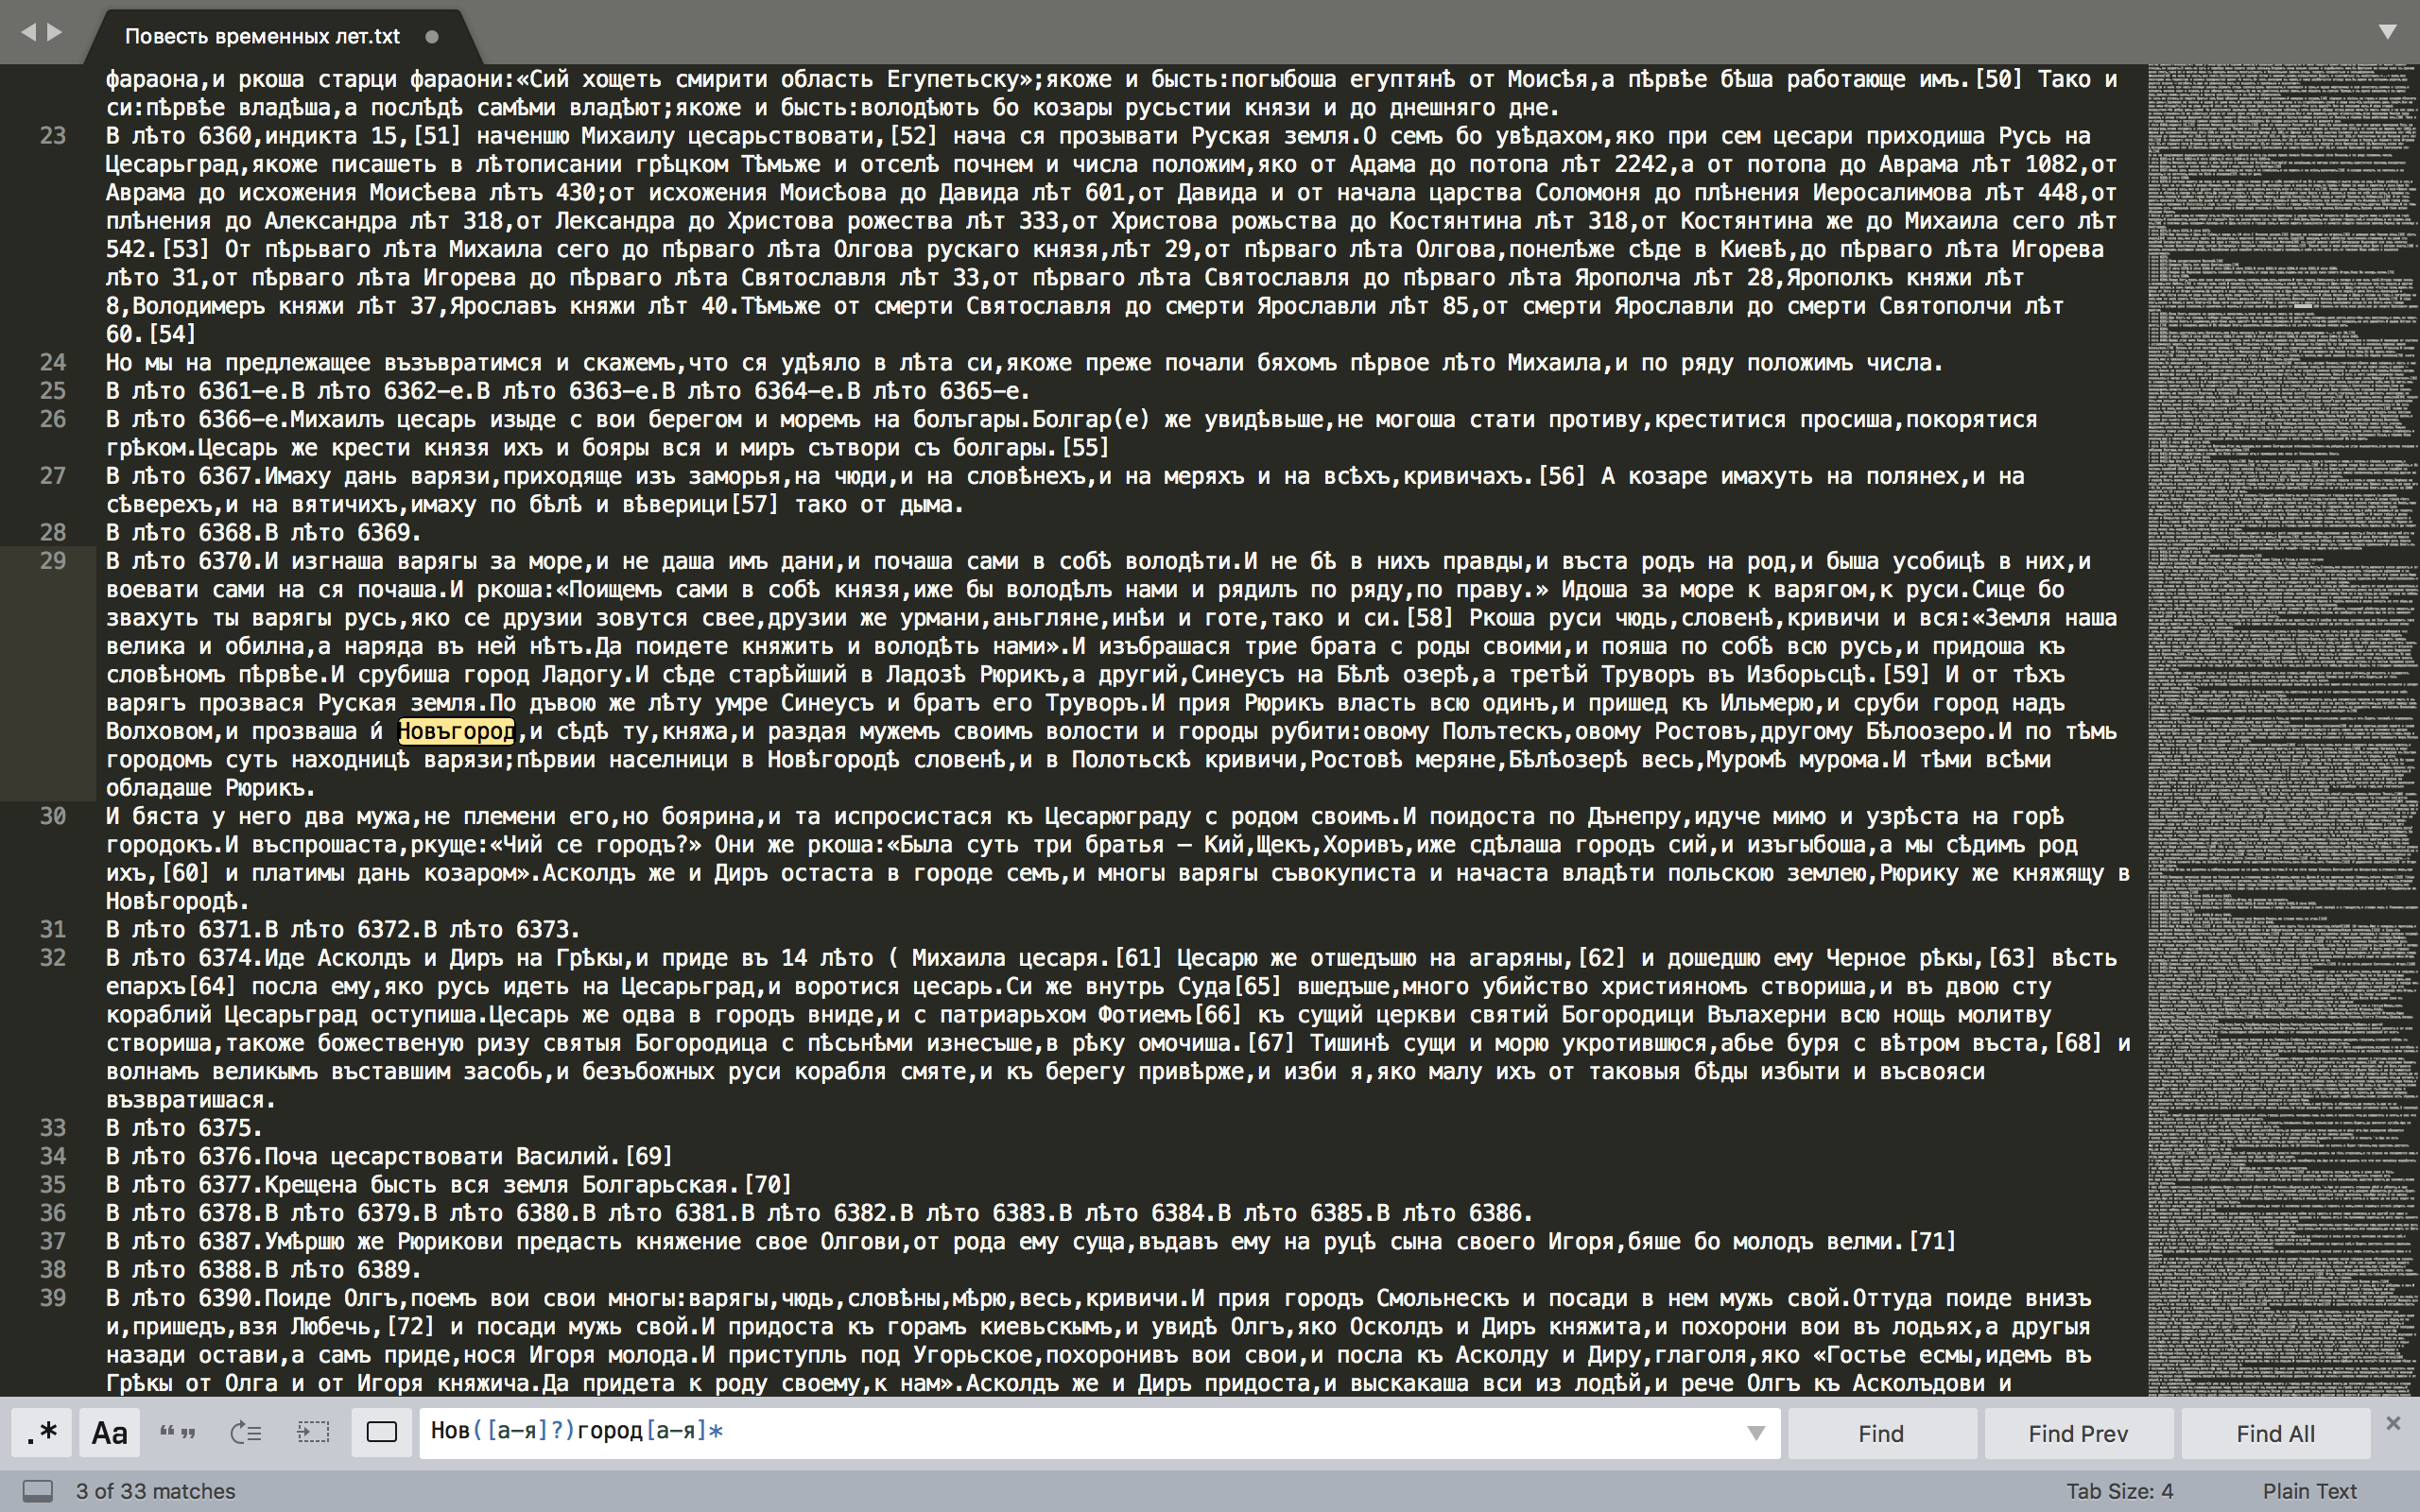 Повесть временных лет.txt
фараона,и ркоша старци фараони:«Сий хощеть смирити область Египетьску»;якоже и бысть:погыбоша егуптянѣ от Моисѣя,а пѣрвѣе бѣша работающе имъ.[50] Тако и
си:пѣрвѣе владѣша,а послѣдѣ самѣми владѣют;якоже и бысть:володѣють бо козары русьстии князи и до днешняго дне.
23 В лѣто 6360,индикта 15,[51] наченшю Михаилу цесарьствовати,[52] нача ся прозывати Руская земля.О семъ бо увѣдахом,яко при сем цесари приходиша Русь на
Цесарьград,якоже писашеть в лѣтописании грѣцком Тѣмьже и отселѣ почнем и числа положим,яко от Адама до потопа лѣт 2242,а от потопа до Аврама лѣт 1082,от
Аврама до исхожения Моисѣева лѣтъ 430;от исхожения Моисѣова до Давида лѣт 601,от Давида и от начала царства Соломоня до плѣнения Иеросалимова лѣт 448,от
плѣнения до Александра лѣт 318,от Лександра до Христова рожества лѣт 333,от Христова рожьства до Костянтина лѣт 318,от Костянтина же до Михаила сего лѣт
542.[53] От пѣрьваго лѣта Михаила сего до пѣрваго лѣта Олгова рускаго князя,лѣт 29,от пѣрваго лѣта Олгова,понелѣже сѣде в Киевѣ,до пѣрваго лѣта Игорева
лѣто 31,от пѣрваго лѣта Игорева до пѣрваго лѣта Святославля лѣт 33,от пѣрваго лѣта Святославля до пѣрваго лѣта Ярополча лѣт 28,Ярополкъ княжи лѣт
8,Володимеръ княжи лѣт 37,Ярославъ княжи лѣт 40.Тѣмьже от смерти Святославля до смерти Ярославли лѣт 85,от смерти Ярославли до смерти Святополчи лѣт
60.[54]
24 Но мы на предлежащее възъвратимся и скажемъ,что ся удѣяло в лѣта си,якоже преже почали бяхомъ пѣрвое лѣто Михаила,и по ряду положимъ числа.
25 В лѣто 6361–е.В лѣто 6362–е.В лѣто 6363–е.В лѣто 6364–е.В лѣто 6365–е.
26 В лѣто 6366–е.Михаилъ цесарь изыде с вои берегом и моремъ на болъгары.Болгар(е) же увидѣвьше,не могоша стати противу,креститися просиша,покорятися
грѣком.Цесарь же крести князя ихъ и бояры вся и миръ сътвори съ болгары.[55]
27 В лѣто 6367.Имаху дань варязи,приходяще изъ заморья,на чюди,и на словѣнехъ,и на меряхъ и на всѣхъ,кривичахъ.[56] А козаре имахуть на полянех,и на
сѣверехъ,и на вятичихъ,имаху по бѣлѣ и вѣверици[57] тако от дыма.
28 В лѣто 6368.В лѣто 6369.
29 В лѣто 6370.И изгнаша варягы за море,и не даша имъ дани,и почаша сами в собѣ володѣти.И не бѣ в нихъ правды,и въста родъ на род,и быша усобицѣ в них,и
воевати сами на ся почаша.И ркоша:«Поищемъ сами в собѣ князя,иже бы володѣлъ нами и рядилъ по ряду,по праву.» Идоша за море к варягом,к руси.Сице бо
звахуть ты варягы русь,яко се друзии зовутся свее,друзии же урмани,аньгляне,инѣи и готе,тако и си.[58] Ркоша руси чюдь,словенѣ,кривичи и вся:«Земля наша
велика и обилна,а наряда въ ней нѣтъ.Да поидете княжить и володѣть нами».И изъбрашася трие брата с роды своими,и пояша по собѣ всю русь,и придоша къ
словѣномъ пѣрвѣе.И срубиша город Ладогу.И сѣде старѣйший в Ладозѣ Рюрикъ,а другий,Синеусъ на Бѣлѣ озерѣ,а третѣй Труворъ въ Изборьсцѣ.[59] И от тѣхъ
варягъ прозвася Руская земля.По дъвою же лѣту умре Синеусъ и братъ его Труворъ.И прия Рюрикъ власть всю одинъ,и пришед къ Ильмерю,и сруби город надъ
Волховом,и прозваша и́ Новъгород,и сѣдѣ ту,княжа,и раздая мужемъ своимъ волости и городы рубити:овому Полътескъ,овому Ростовъ,другому Бѣлоозеро.И по тѣмь
городомъ суть находницѣ варязи;пѣрвии населници в Новѣгородѣ словенѣ,и в Полотьскѣ кривичи,Ростовѣ меряне,Бѣлѣозерѣ весь,Муромѣ мурома.И тѣми всѣми
обладаше Рюрикъ.
30 И бяста у него два мужа,не племени его,но боярина,и та испросистася къ Цесарюграду с родом своимъ.И поидоста по Дънепру,идуче мимо и узрѣста на горѣ
городокъ.И въспрошаста,ркуще:«Чий се городъ?» Они же ркоша:«Была суть три братья – Кий,Щекъ,Хоривъ,иже сдѣлаша городъ сий,и изъгыбоша,а мы сѣдимъ род
ихъ,[60] и платимы дань козаром».Асколдъ же и Диръ остаста в городе семъ,и многы варягы съвокуписта и начаста владѣти польскою землею,Рюрику же княжящу в
Новѣгородѣ.
31 В лѣто 6371.В лѣто 6372.В лѣто 6373.
32 В лѣто 6374.Иде Асколдъ и Диръ на Грѣкы,и приде въ 14 лѣто ( Михаила цесаря.[61] Цесарю же отшедъшю на агаряны,[62] и дошедшю ему Черное рѣкы,[63] вѣсть
епархъ[64] посла ему,яко русь идеть на Цесарьград,и воротися цесарь.Си же внутрь Суда[65] вшедъше,много убийство християномъ створиша,и въ двою сту
кораблий Цесарьград оступиша.Цесарь же одва в городъ вниде,и с патриарьхом Фотиемъ[66] къ сущий церкви святий Богородици Вълахерни всю нощь молитву
створиша,такоже божественую ризу святыя Богородица с пѣсьнѣми изнесъше,в рѣку омочиша.[67] Тишинѣ сущи и морю укротившюся,абье буря с вѣтром въста,[68] и
волнамъ великымъ въставшим засобь,и безъбожных руси корабля смяте,и къ берегу привѣрже,и изби я,яко малу ихъ от таковыя бѣды избыти и въсвояси
възвратишася.
33 В лѣто 6375.
34 В лѣто 6376.Поча цесарствовати Василий.[69]
35 В лѣто 6377.Крещена бысть вся земля Болгарьская.[70]
36 В лѣто 6378.В лѣто 6379.В лѣто 6380.В лѣто 6381.В лѣто 6382.В лѣто 6383.В лѣто 6384.В лѣто 6385.В лѣто 6386.
37 В лѣто 6387.Умѣршю же Рюрикови предасть княжение свое Олгови,от рода ему суща,въдавъ ему на руцѣ сына своего Игоря,бяше бо молодъ велми.[71]
38 В лѣто 6388.В лѣто 6389.
39 В лѣто 6390.Поиде Олгъ,поемъ вои свои многы:варягы,чюдь,словѣны,мѣрю,весь,кривичи.И прия городъ Смольнескъ и посади в нем мужь свой.Оттуда поиде внизъ
и,пришедъ,взя Любечь,[72] и посади мужь свой.И придоста къ горамъ киевьскымъ,и увидѣ Олгъ,яко Осколдъ и Диръ княжита,и похорони вои въ лодьях,а другыя
назади остави,а самъ приде,нося Игоря молода.И приступль под Угорьское,похоронивъ вои свои,и посла къ Асколду и Диру,глаголя,яко «Гостье есмы,идемъ въ
Грѣкы от Олга и от Игоря княжича.Да придета к роду своему,к нам».Асколдъ же и Диръ придоста,и выскакаша вси из лодѣй,и рече Олгъ къ Асколъдови и
.* Aa “ ” Нов([а–я]?)город[а–я]* Find Find Prev Find All
3 of 33 matches Tab Size: 4 Plain Text